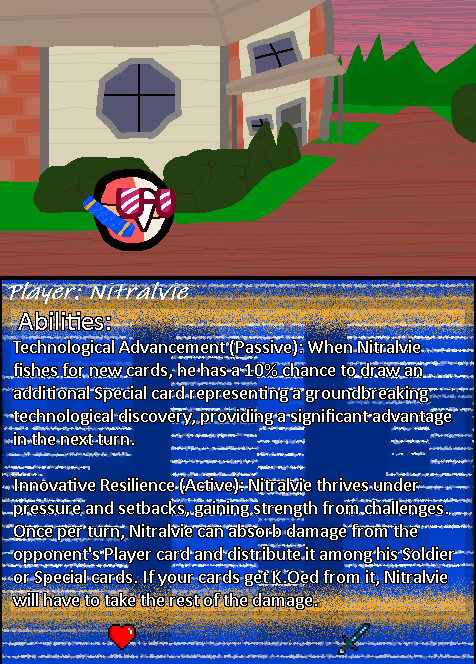 Player: Nitralvie
Abilities:
Technological Advancement (Passive): When Nitralvie
fishes for new cards, he has a 10% chance to draw an
additional Special card representing a groundbreaking
technological discovery, providing a significant advantage
in the next turn.
Innovative Resilience (Active): Nitralvie thrives under
pressure and setbacks, gaining strength from challenges.
Once per turn, Nitralvie can absorb damage from the
opponent's Player card and distribute it among his Soldier
or Special cards. If your cards get K.Oed from it, Nitralvie
will have to take the rest of the damage.